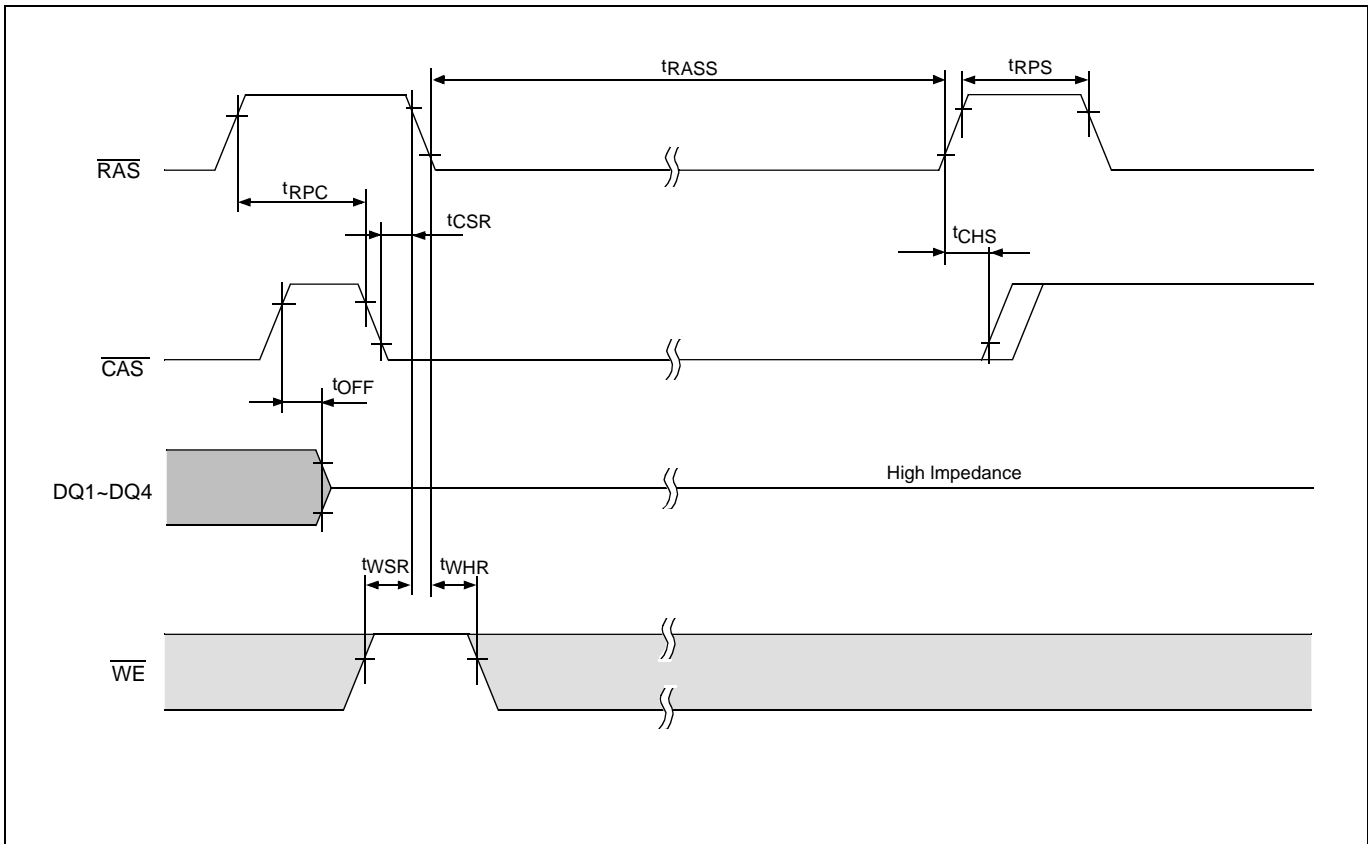 tRASS
tRPS
RAS
tRPC
tCSR
tCHS
CAS
tOFF
DQ1~DQ4
High Impedance
tWSR
tWHR
WE